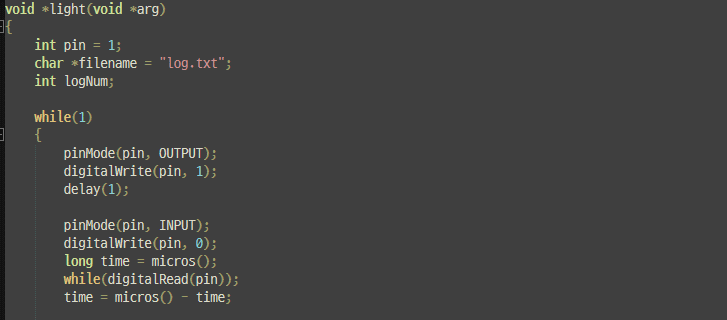 void *light(void *arg)
{
    int pin = 1;
    char *filename = "log.txt";
    int logNum;

    while(1)
    {
        pinMode(pin, OUTPUT);
        digitalWrite(pin, 1);
        delay(1);

        pinMode(pin, INPUT);
        digitalWrite(pin, 0);
        long time = micros();
        while(digitalRead(pin));
        time = micros() - time;